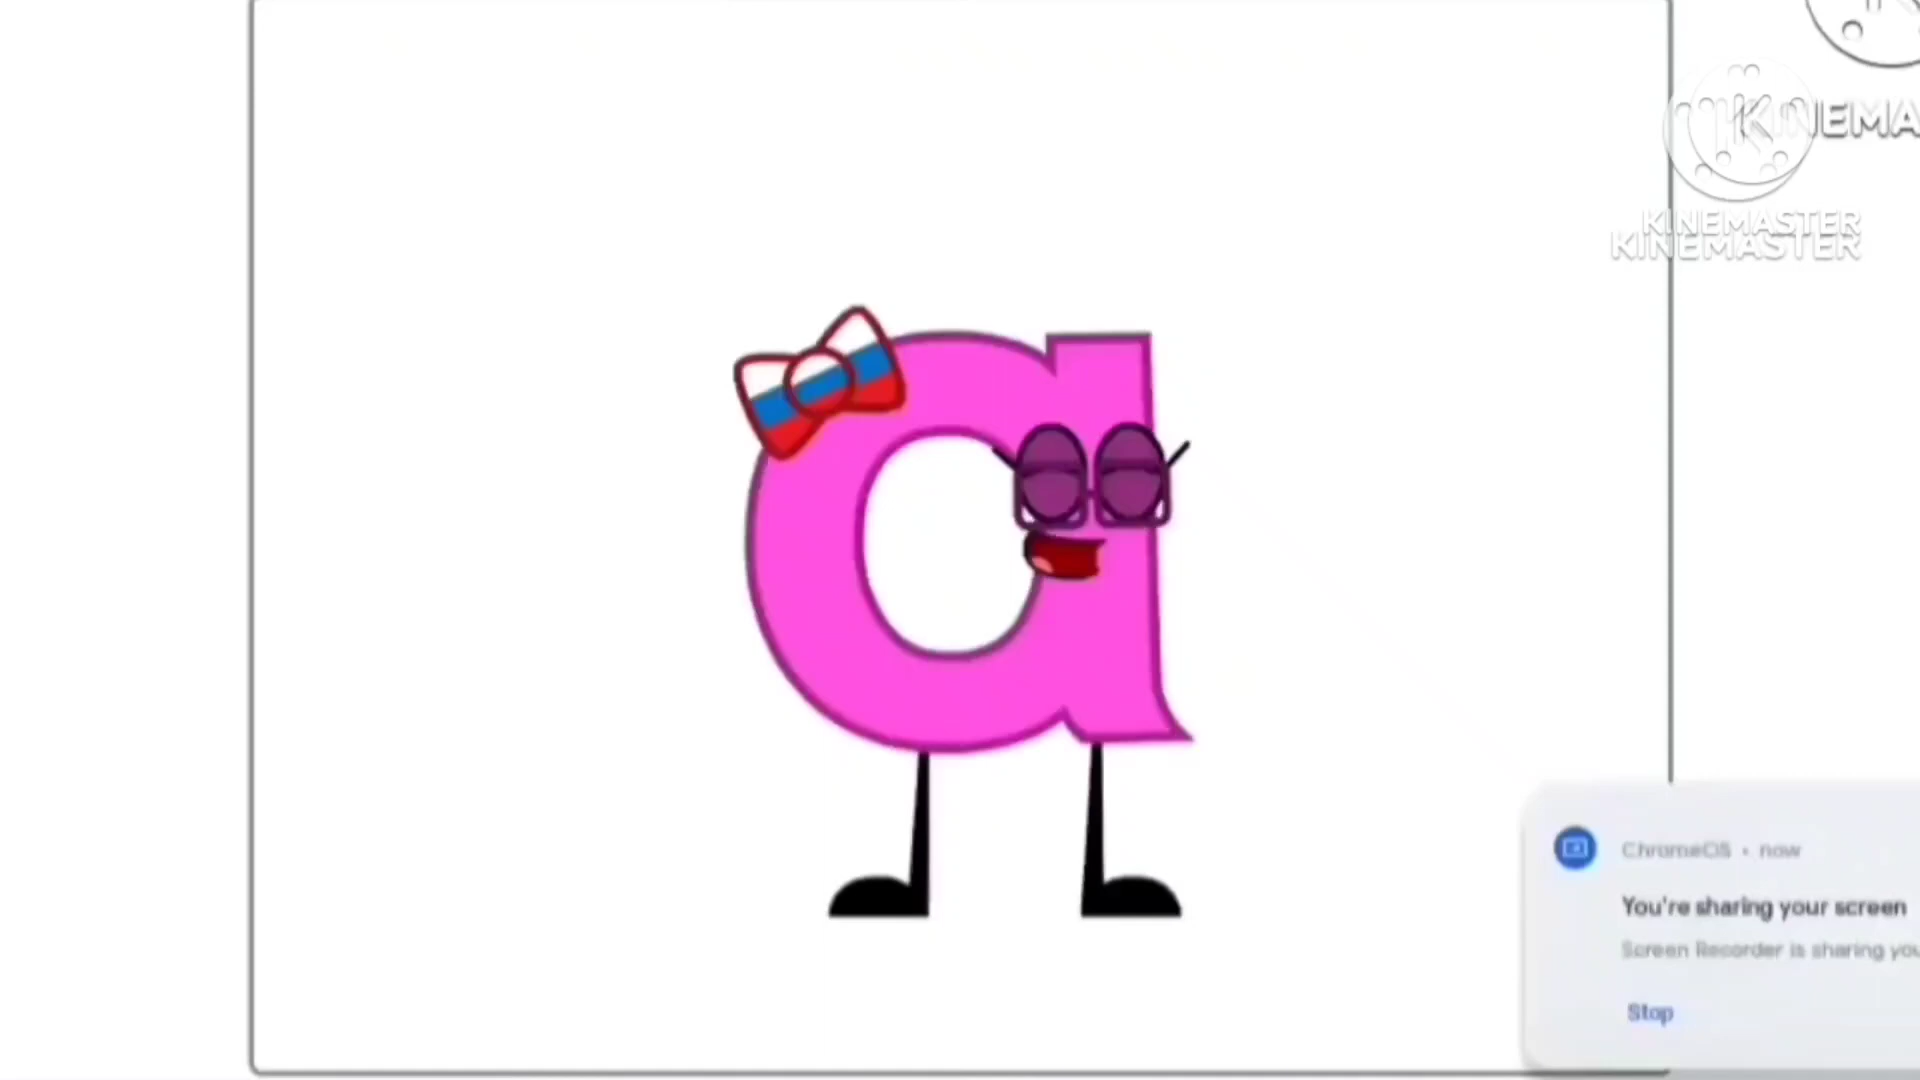 KINEMA
KINEMASTER
KINEMASTER
a
ChromeOS • now
You're sharing your screen
Screen Recorder is sharing you
Stop